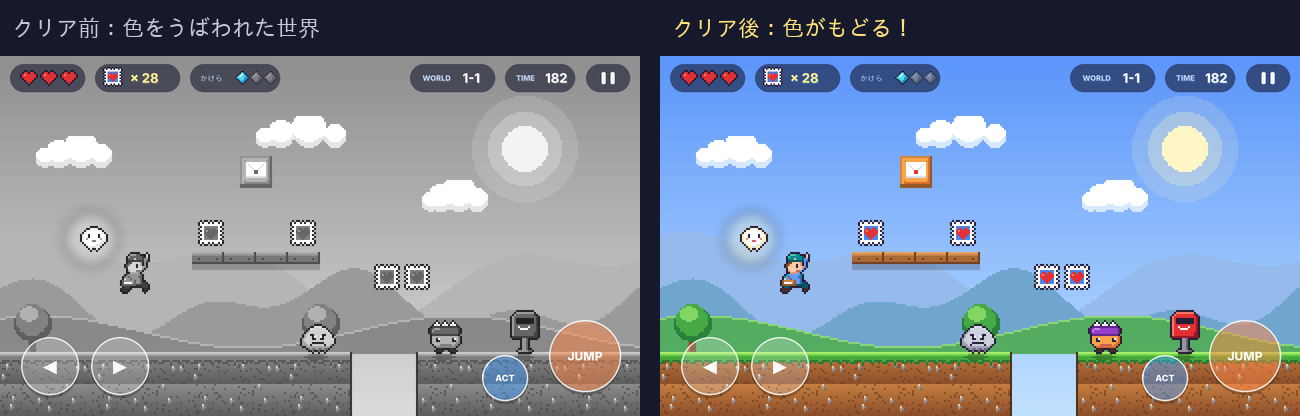 クリア前：色をうばわれた世界
× 28
かけら
WORLD 1-1
TIME 182
JUMP
ACT
クリア後：色がもどる！
× 28
かけら
WORLD 1-1
TIME 182
JUMP
ACT